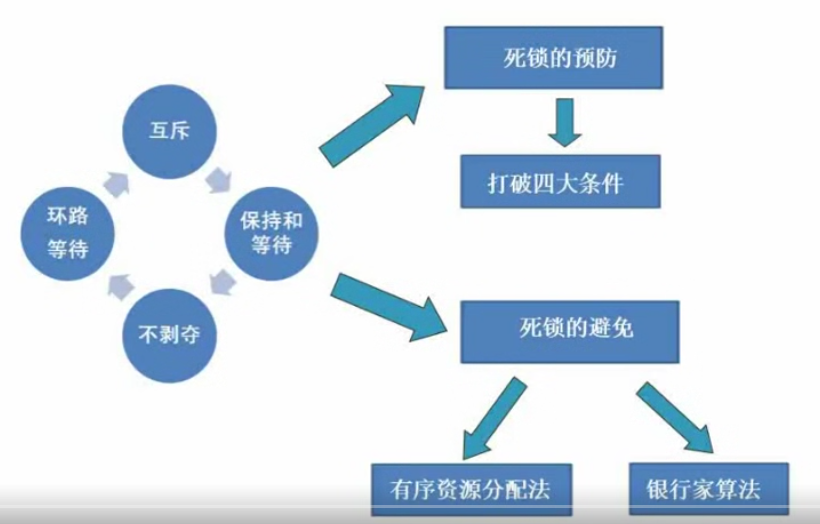 互斥
保持和
等待
不剥夺
环路
等待
死锁的预防
打破四大条件
死锁的避免
有序资源分配法
银行家算法